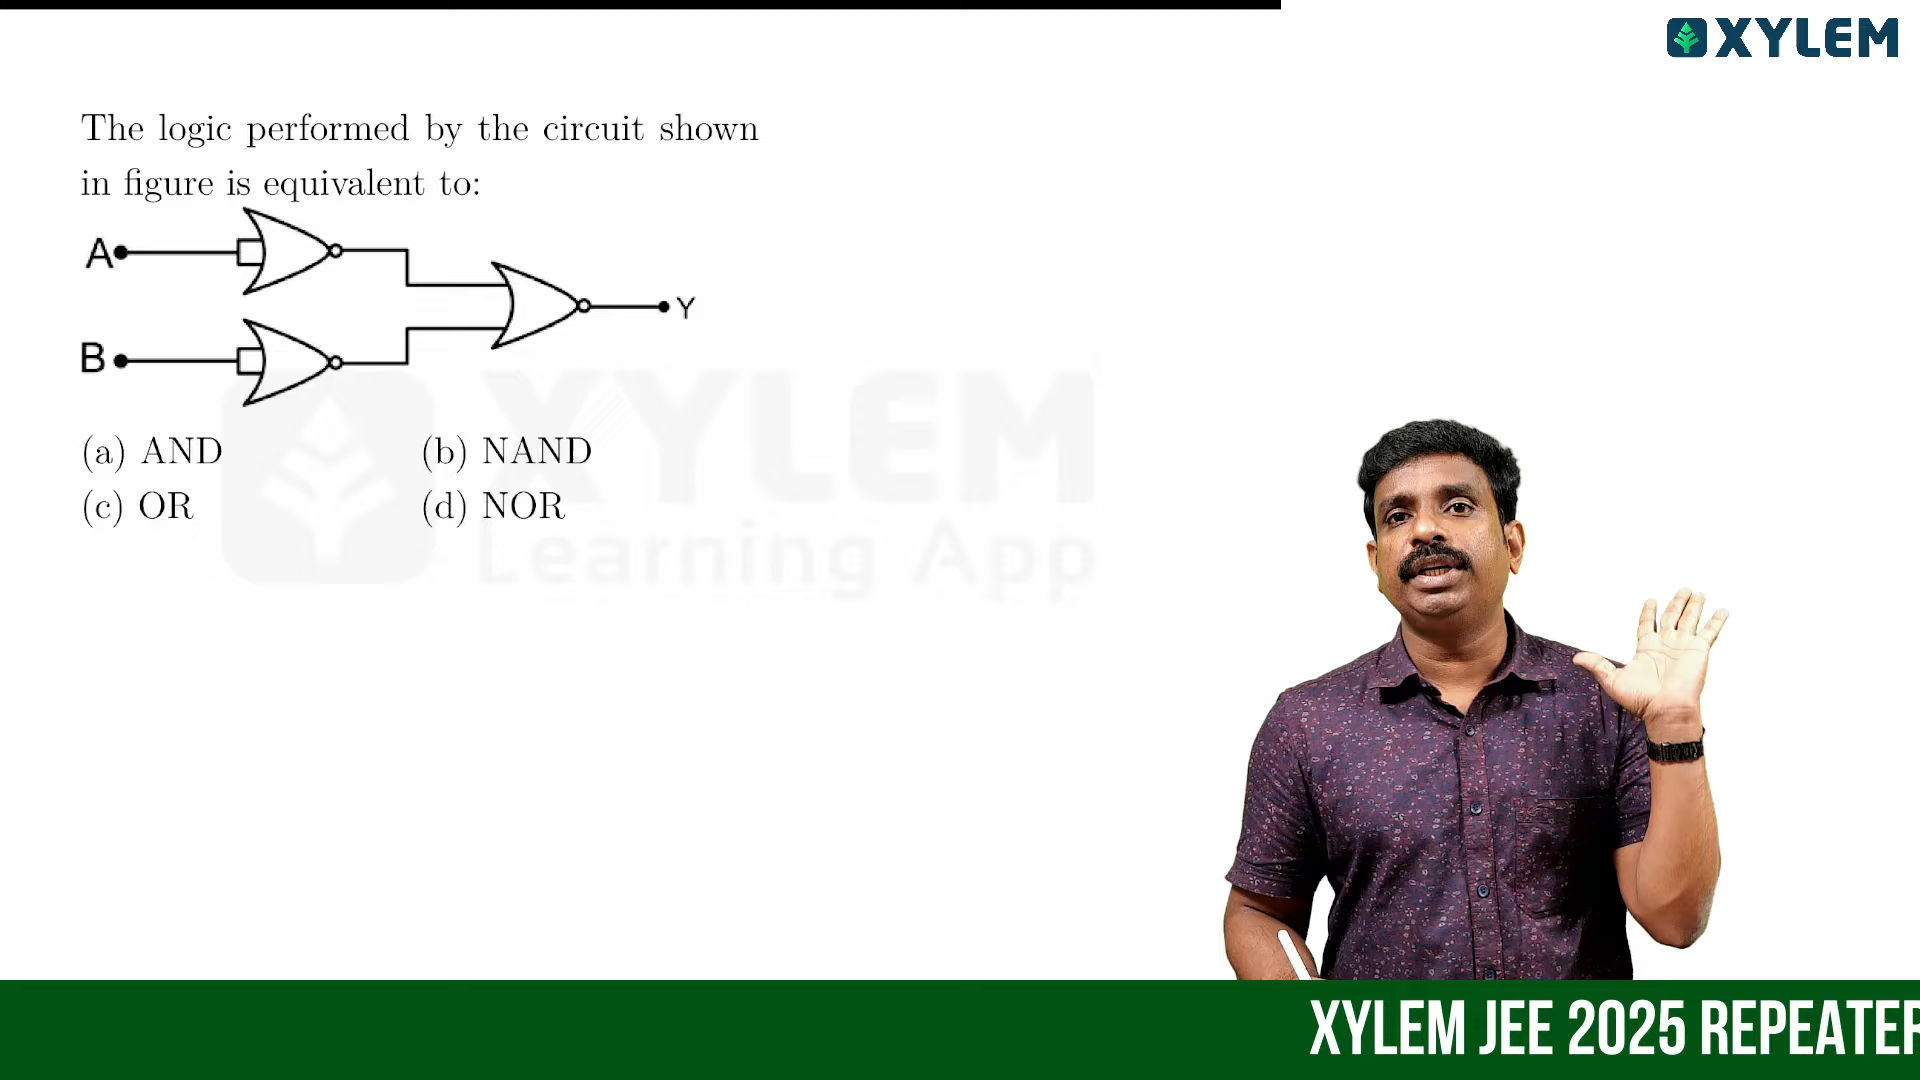 XYLEM
The logic performed by the circuit shown
in figure is equivalent to:
A
B
Y
XYLEM
Learning App
(a) AND
(b) NAND
(c) OR
(d) NOR
XYLEM JEE 2025 REPEATER